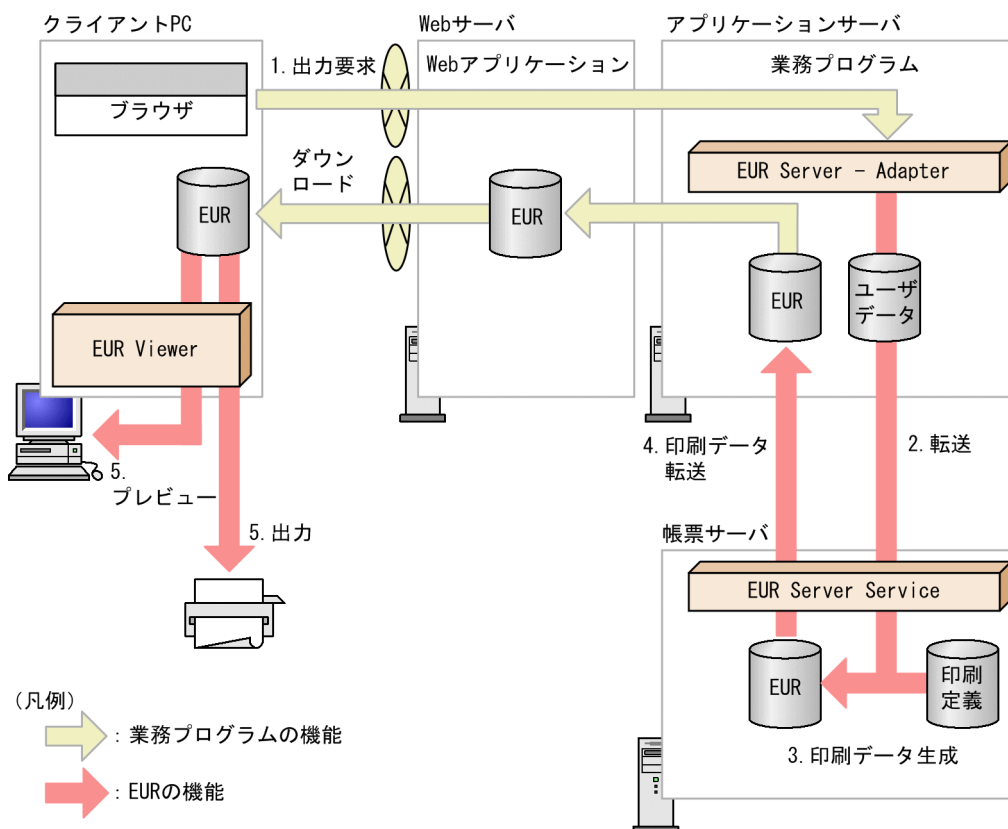 クライアントPC
Webサーバ
アプリケーションサーバ
1. 出力要求
Webアプリケーション
業務プログラム
ブラウザ
EUR Server － Adapter
ダウン
ロード
EUR
EUR
EUR
ユーザ
データ
EUR Viewer
4. 印刷データ
転送
2. 転送
5.
プレビュー
5. 出力
帳票サーバ
EUR Server Service
EUR
印刷
定義
3. 印刷データ生成
（凡例）
：業務プログラムの機能
：EURの機能